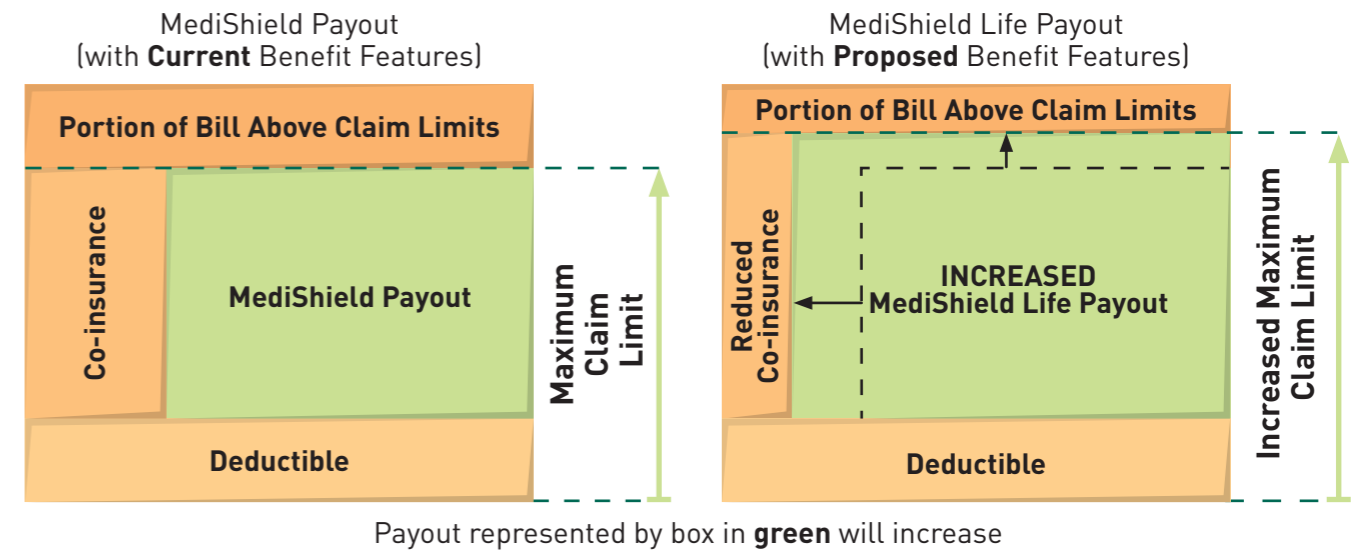 MediShield Payout
(with Current Benefit Features)
Portion of Bill Above Claim Limits
Co-insurance
MediShield Payout
Maximum
Claim
Limit
Deductible
MediShield Life Payout
(with Proposed Benefit Features)
Portion of Bill Above Claim Limits
Reduced
Co-insurance
INCREASED
MediShield Life Payout
Increased Maximum
Claim Limit
Deductible
Payout represented by box in green will increase